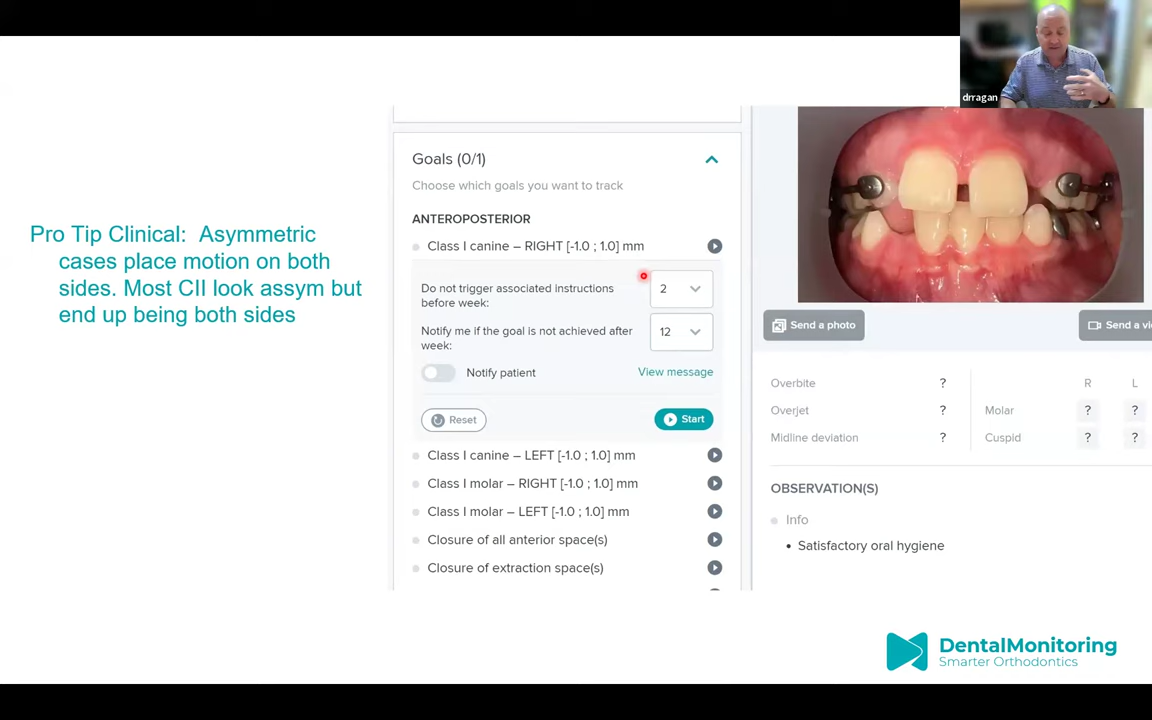 drragan
Pro Tip Clinical: Asymmetric
cases place motion on both
sides. Most CII look assym but
end up being both sides
Goals (0/1)
Choose which goals you want to track
ANTEROPOSTERIOR
Class I canine – RIGHT [-1.0 ; 1.0] mm
Do not trigger associated instructions
before week:
2
Notify me if the goal is not achieved after
week:
12
Notify patient
View message
Reset
Start
Class I canine – LEFT [-1.0 ; 1.0] mm
Class I molar – RIGHT [-1.0 ; 1.0] mm
Class I molar – LEFT [-1.0 ; 1.0] mm
Closure of all anterior space(s)
Closure of extraction space(s)
Send a photo
Send a vi
Overbite ?
Overjet ?
Midline deviation ?
R L
Molar ? ?
Cuspid ? ?
OBSERVATION(S)
Info
• Satisfactory oral hygiene
DentalMonitoring
Smarter Orthodontics